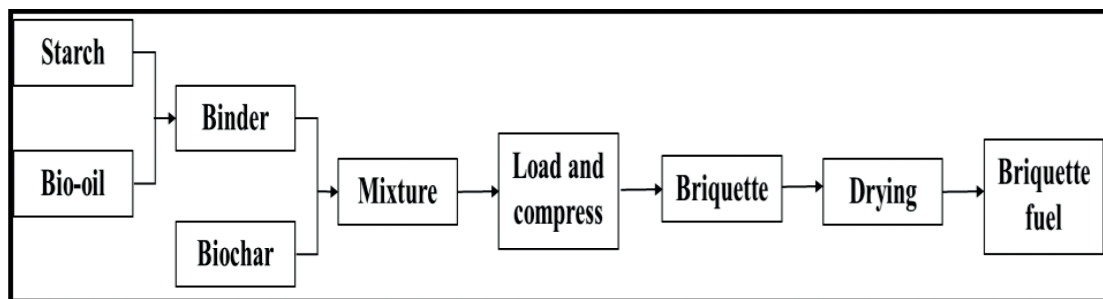 Starch
Bio-oil
Binder
Biochar
Mixture
Load and
compress
Briquette
Drying
Briquette
fuel